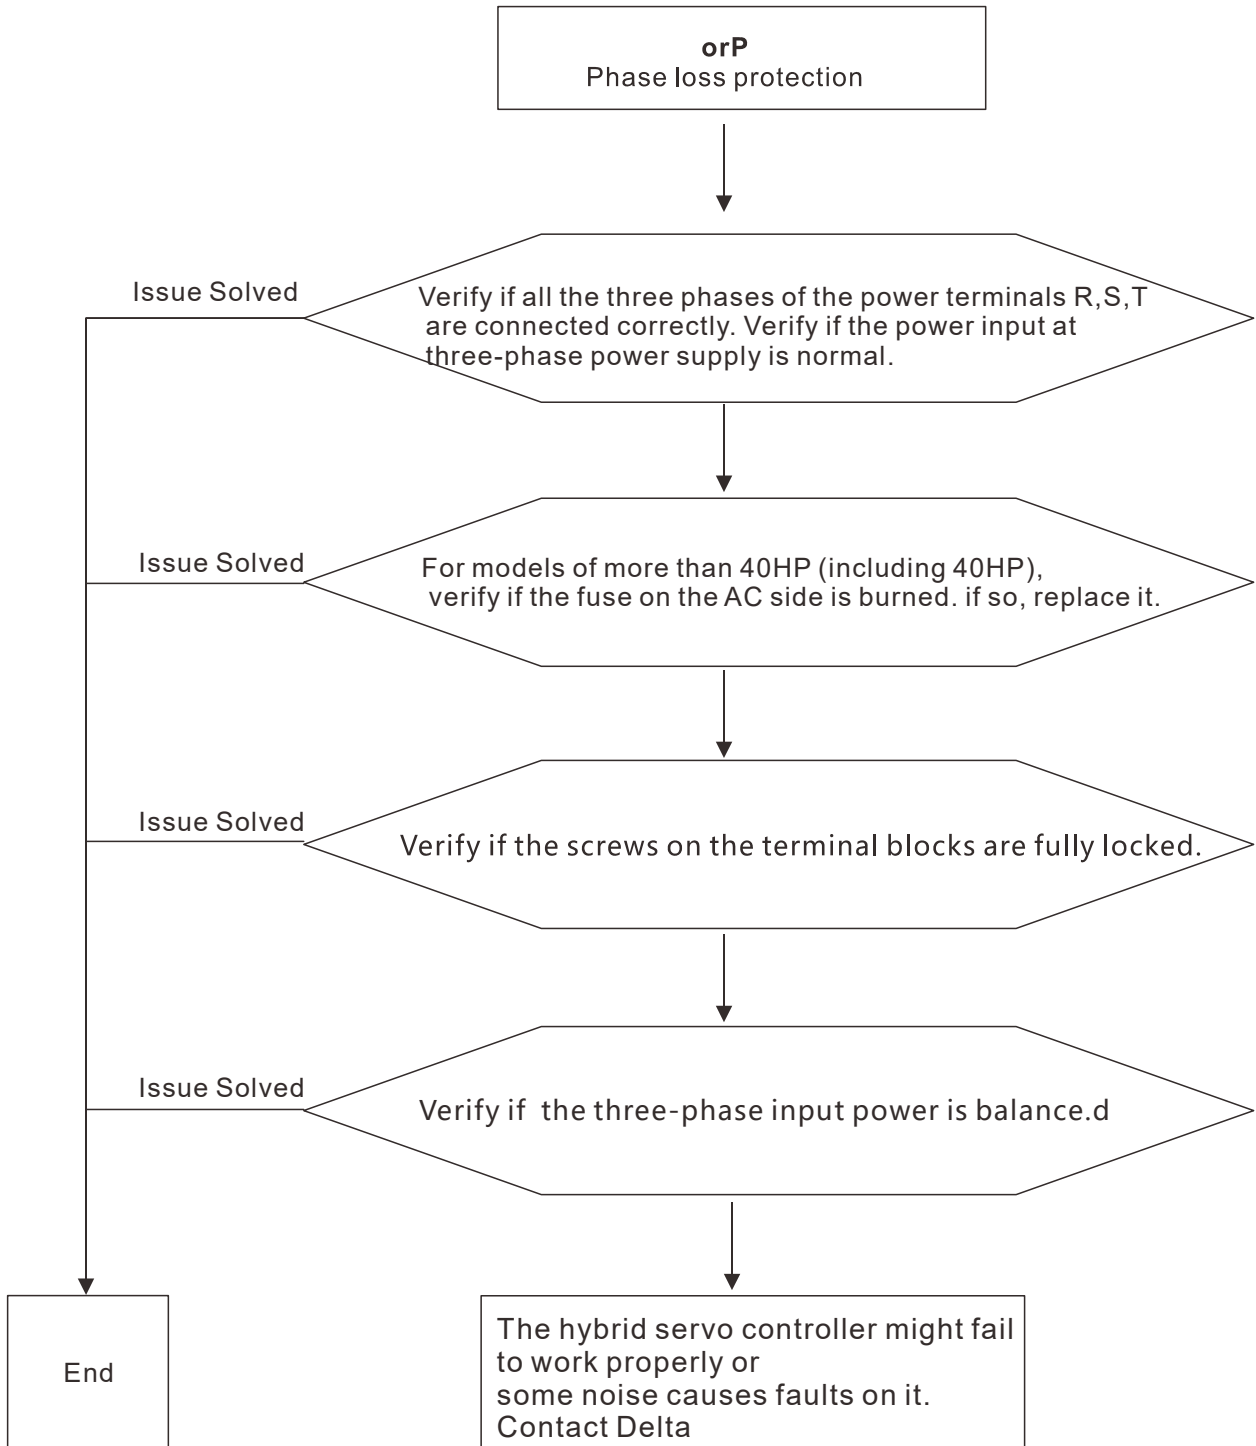 orP
Phase loss protection
Issue Solved
Verify if all the three phases of the power terminals R,S,T
are connected correctly. Verify if the power input at
three-phase power supply is normal.
Issue Solved
For models of more than 40HP (including 40HP),
verify if the fuse on the AC side is burned. if so, replace it.
Issue Solved
Verify if the screws on the terminal blocks are fully locked.
Issue Solved
Verify if the three-phase input power is balance.d
End
The hybrid servo controller might fail
to work properly or
some noise causes faults on it.
Contact Delta